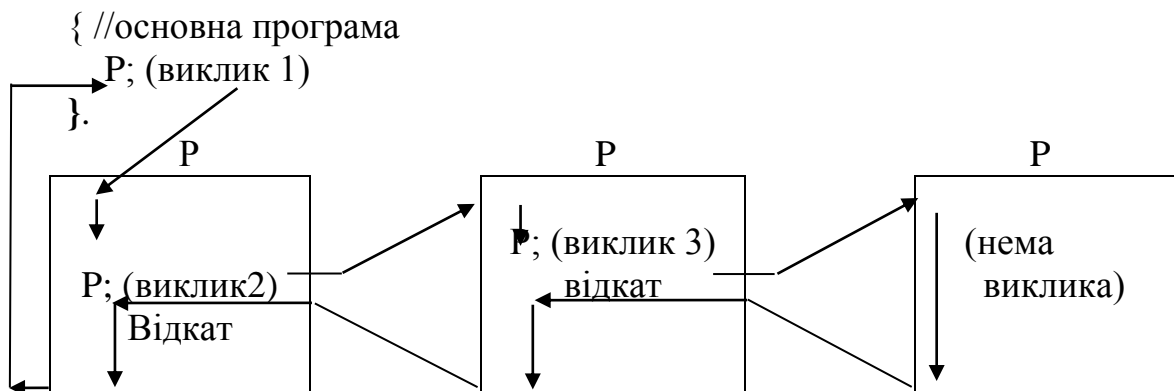 { //основна програма
P; (виклик 1)
}.
P P P
P; (виклик2)
Відкат
P; (виклик 3)
відкат
(нема
виклика)